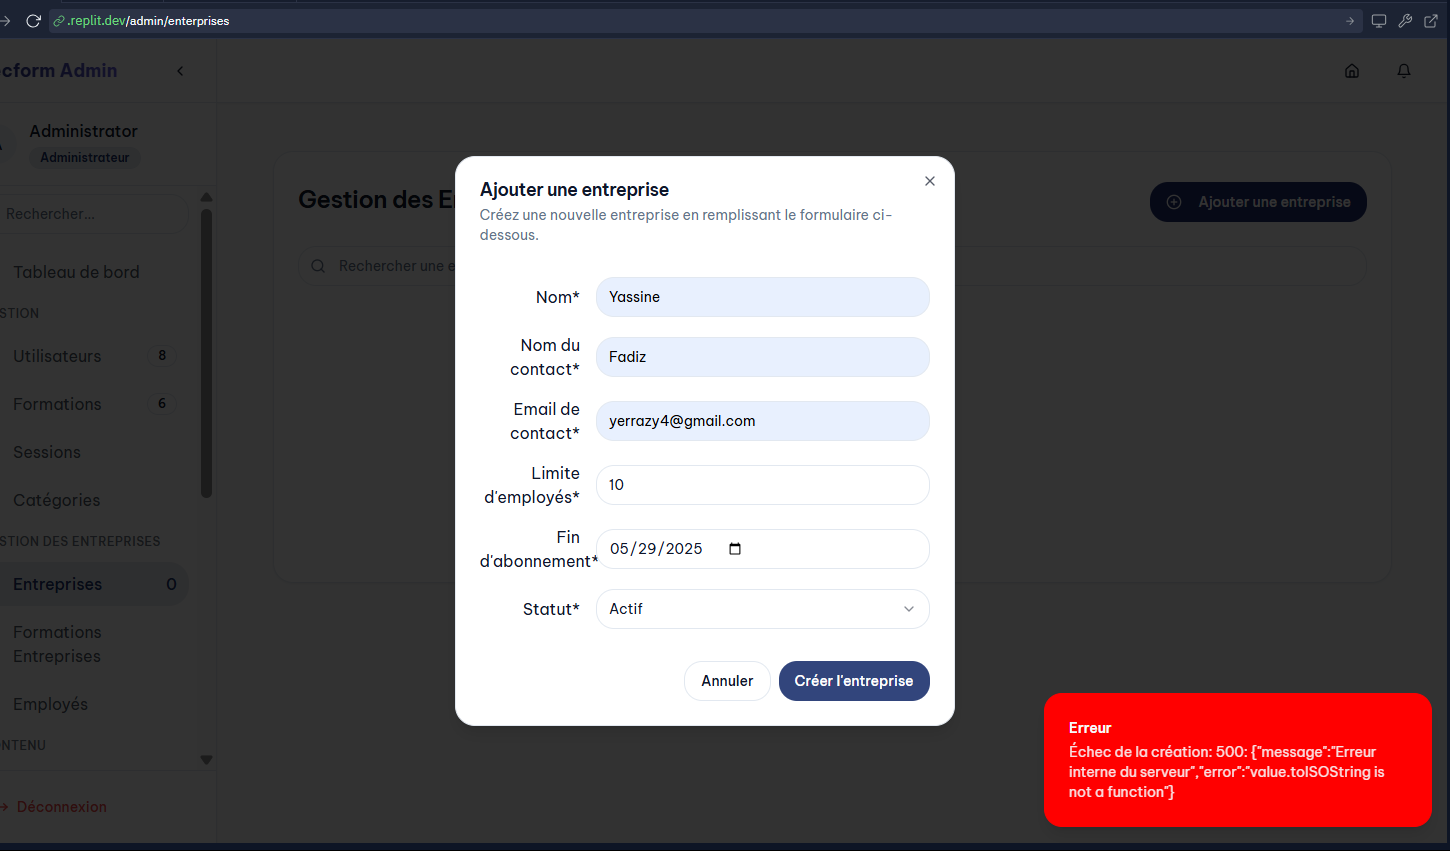 .replit.dev/admin/enterprises
cform Admin
Administrator
Administrateur
Rechercher...
Tableau de bord
STION
Utilisateurs 8
Formations 6
Sessions
Catégories
STION DES ENTREPRISES
Entreprises 0
Formations
Entreprises
Employés
NTENU
Déconnexion
Gestion des E
Ajouter une entreprise
Rechercher une e
Ajouter une entreprise
Créez une nouvelle entreprise en remplissant le formulaire ci-
dessous.
Nom* Yassine
Nom du
contact*
Fadiz
Email de
contact*
yerrazy4@gmail.com
Limite
d'employés*
10
Fin
d'abonnement*
05/29/2025
Statut* Actif
Annuler Créer l'entreprise
Erreur
Échec de la création: 500: {"message":"Erreur
interne du serveur","error":"value.toISOString is
not a function"}